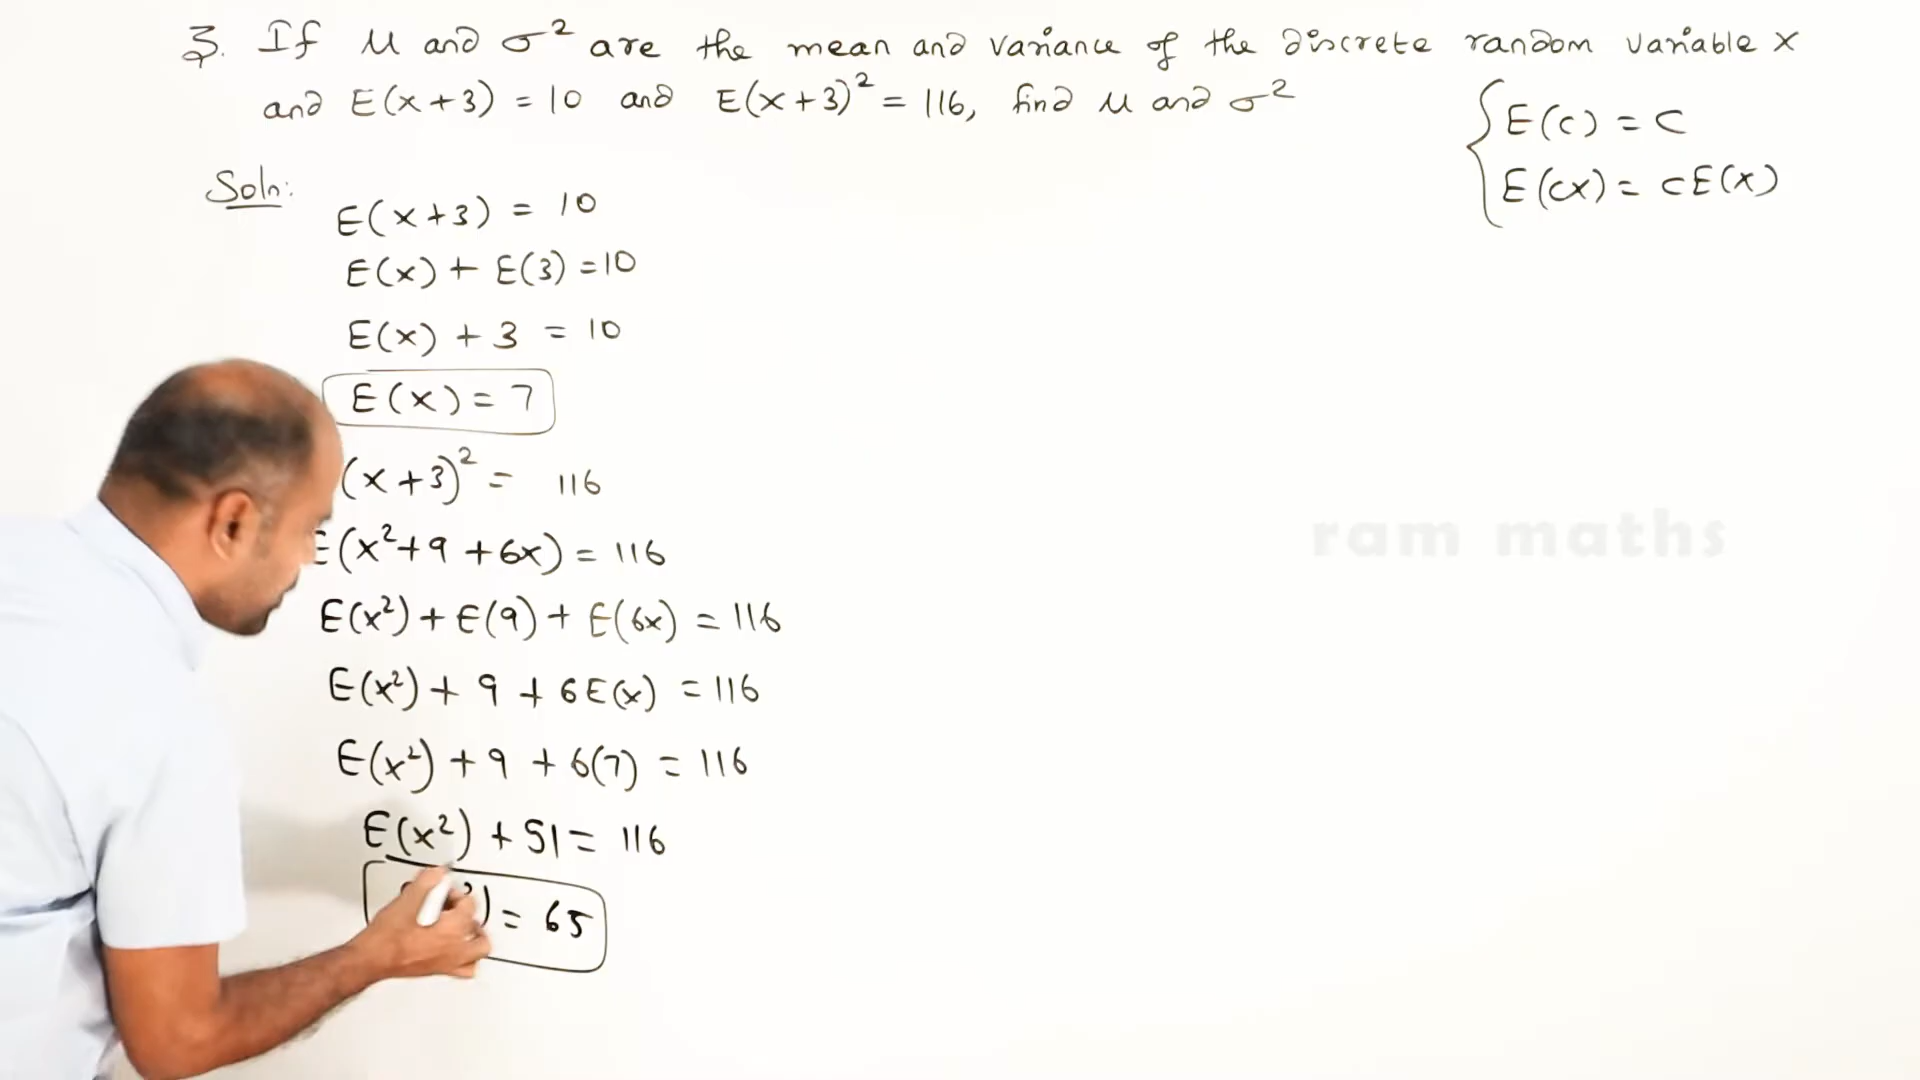 3. If μ and σ² are the mean and variance of the discrete random variable X
and E(x+3) = 10 and E(x+3)² = 116, find μ and σ²
{ E(c) = c
E(cx) = cE(x)
Soln:
E(x+3) = 10
E(x) + E(3) = 10
E(x) + 3 = 10
E(x) = 7
(x+3)² = 116
E(x²+9+6x) = 116
E(x²) + E(9) + E(6x) = 116
E(x²) + 9 + 6E(x) = 116
E(x²) + 9 + 6(7) = 116
E(x²) + 51 = 116
²) = 65
ram maths